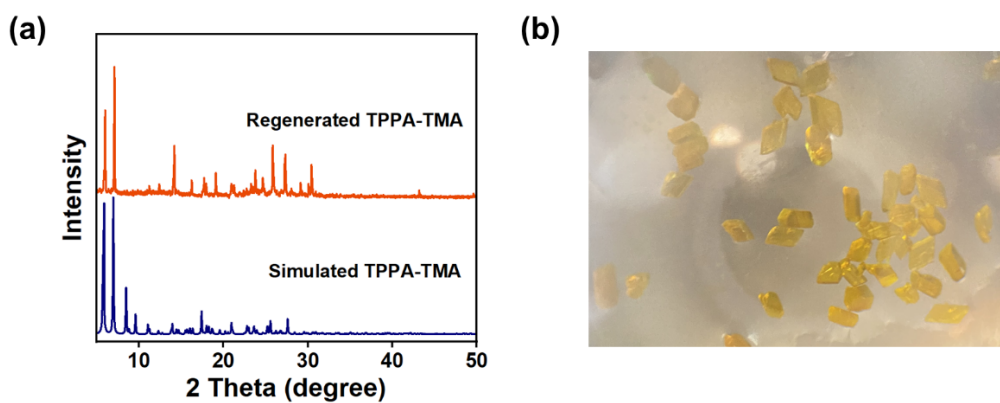 (a)
(b)
Regenerated TPPA-TMA
Simulated TPPA-TMA
Intensity
10
20
30
40
50
2 Theta (degree)